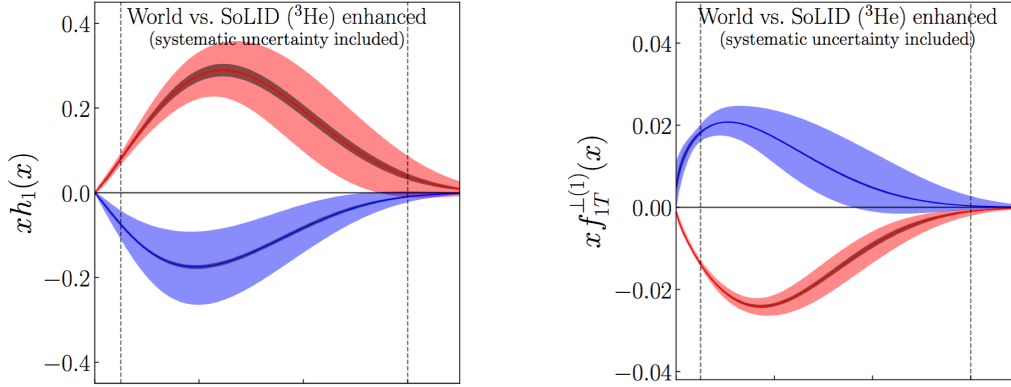 World vs. SoLID (³He) enhanced
(systematic uncertainty included)
0.4
0.2
0.0
−0.2
−0.4
xh₁(x)
World vs. SoLID (³He) enhanced
(systematic uncertainty included)
0.04
0.02
0.00
−0.02
−0.04
x f₁T^⊥(1)(x)